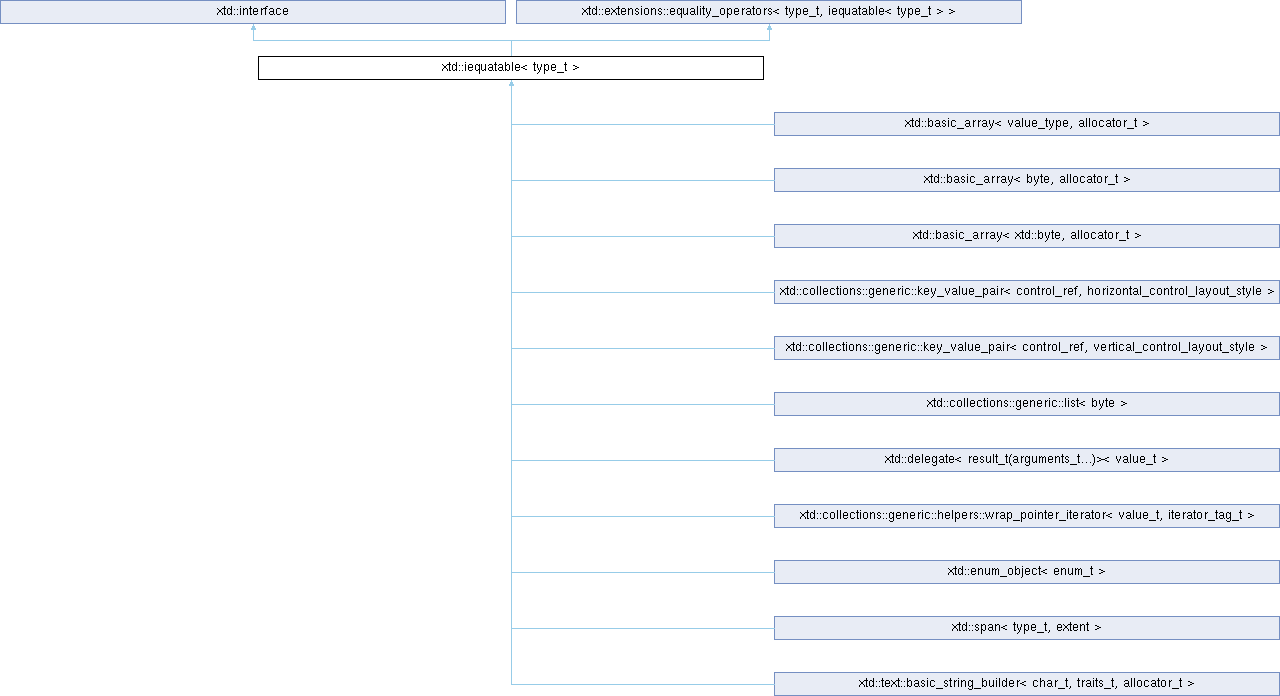 xtd::interface
xtd::extensions::equality_operators< type_t, iequatable< type_t > >
xtd::iequatable< type_t >
xtd::basic_array< value_type, allocator_t >
xtd::basic_array< byte, allocator_t >
xtd::basic_array< xtd::byte, allocator_t >
xtd::collections::generic::key_value_pair< control_ref, horizontal_control_layout_style >
xtd::collections::generic::key_value_pair< control_ref, vertical_control_layout_style >
xtd::collections::generic::list< byte >
xtd::delegate< result_t(arguments_t...)>< value_t >
xtd::collections::generic::helpers::wrap_pointer_iterator< value_t, iterator_tag_t >
xtd::enum_object< enum_t >
xtd::span< type_t, extent >
xtd::text::basic_string_builder< char_t, traits_t, allocator_t >